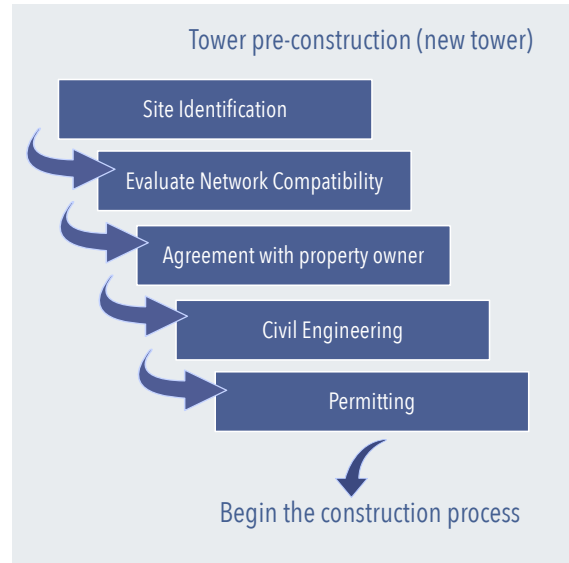 Tower pre-construction (new tower)
Site Identification
Evaluate Network Compatibility
Agreement with property owner
Civil Engineering
Permitting
Begin the construction process